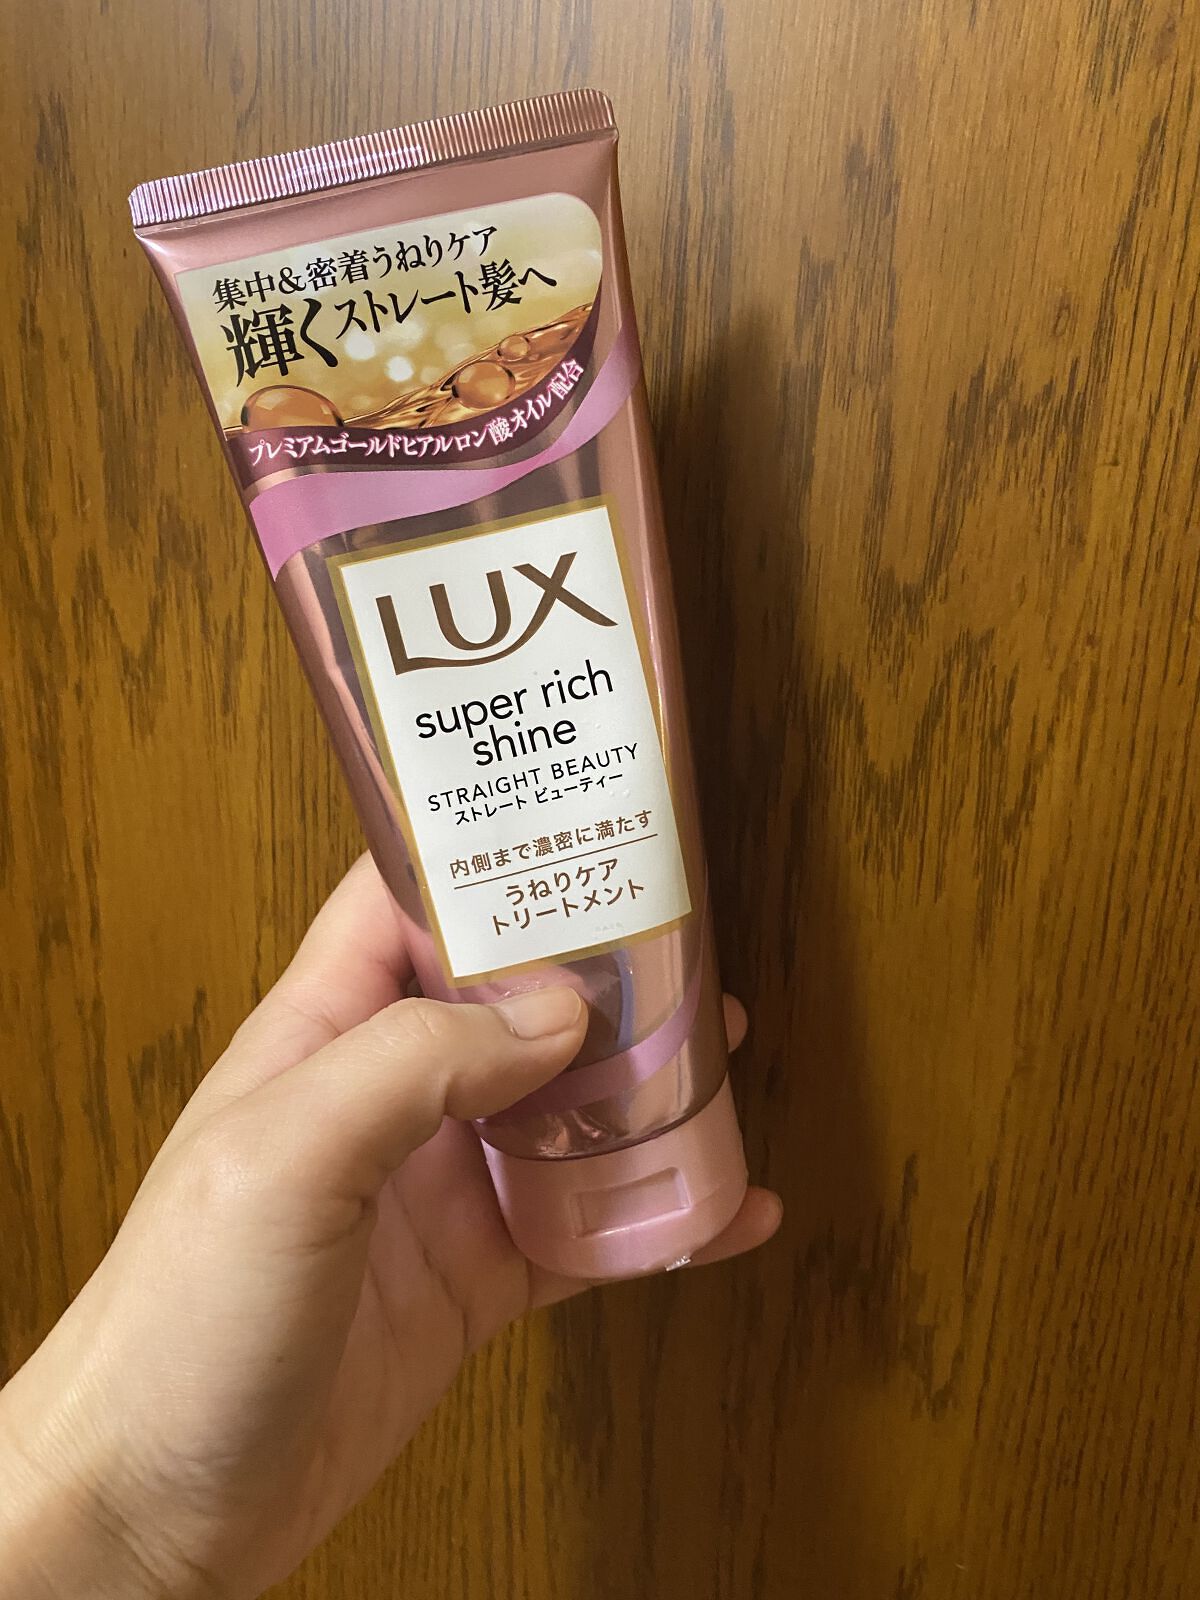 集中&密着うねりケア
輝くストレート髪へ
プレミアムゴールドヒアルロン酸オイル配合
LUX
super rich
shine
STRAIGHT BEAUTY
ストレート ビューティー
内側まで濃密に満たす
うねりケア
トリートメント